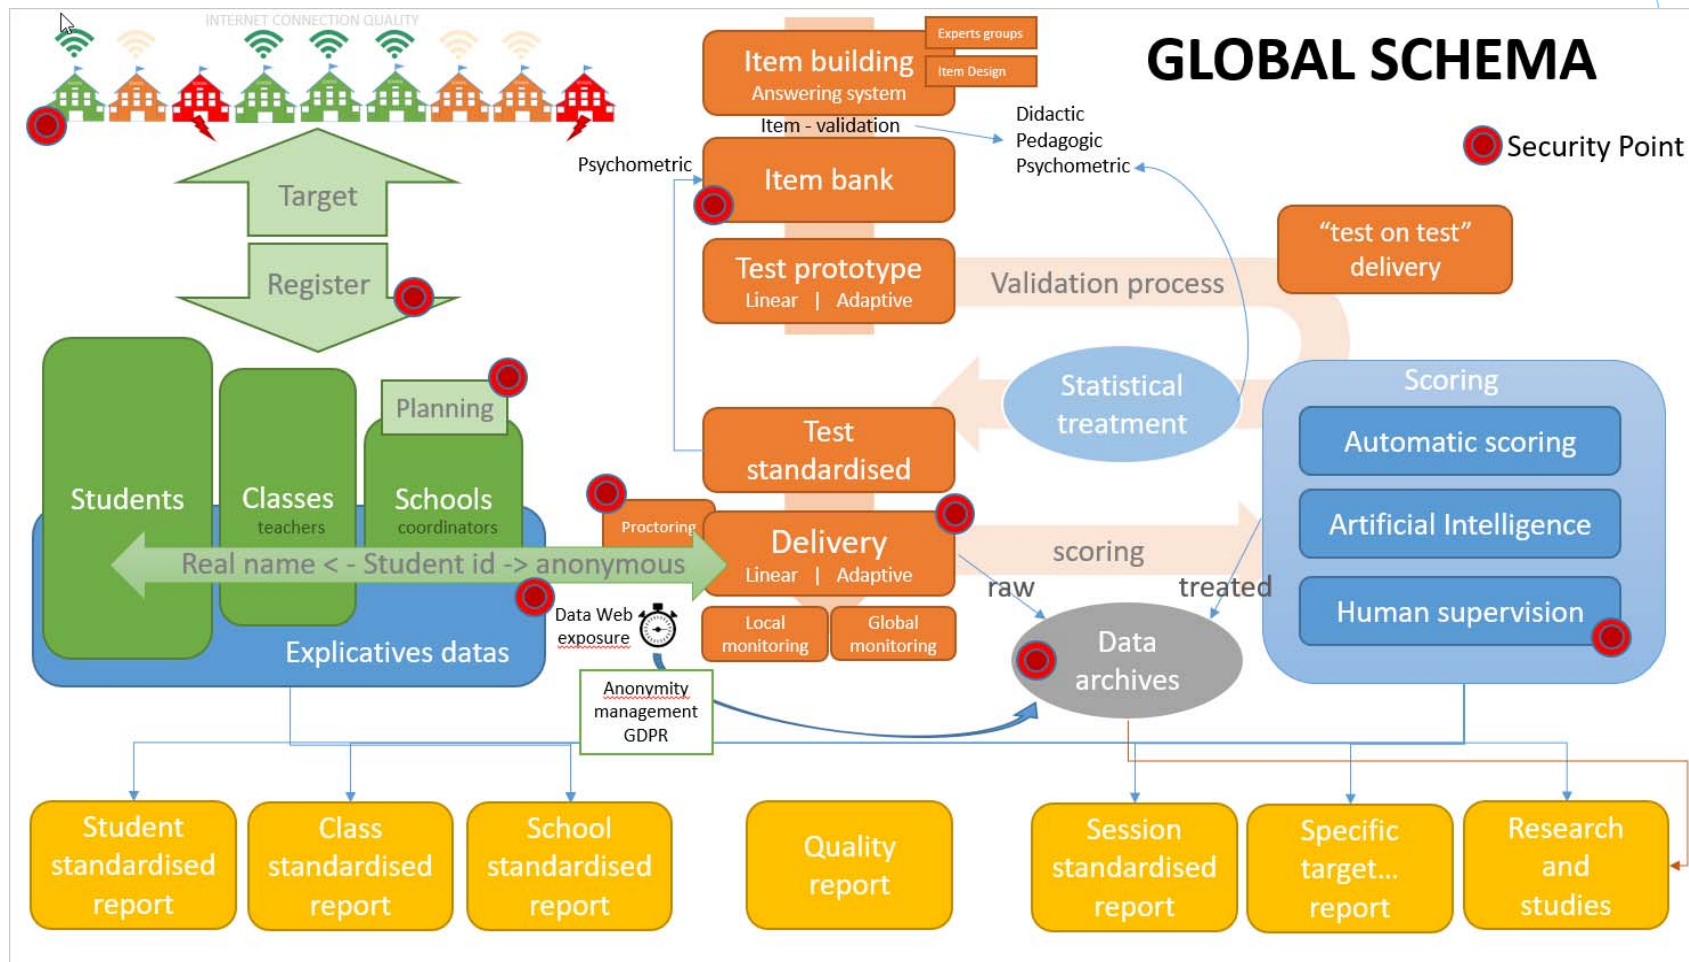 INTERNET CONNECTION QUALITY
GLOBAL SCHEMA
Security Point
Item building
Answering system
Experts groups
Item Design
Item - validation
Didactic
Pedagogic
Psychometric
Psychometric
Item bank
Target
Register
Test prototype
Linear | Adaptive
Validation process
“test on test”
delivery
Statistical
treatment
Scoring
Automatic scoring
Artificial Intelligence
Human supervision
Planning
Students
Classes
teachers
Schools
coordinators
Test
standardised
Proctoring
Delivery
Linear | Adaptive
scoring
raw
treated
Real name < - Student id -> anonymous
Explicatives datas
Data Web
exposure
Local
monitoring
Global
monitoring
Data
archives
Anonymity
management
GDPR
Student
standardised
report
Class
standardised
report
School
standardised
report
Quality
report
Session
standardised
report
Specific
target...
report
Research
and
studies